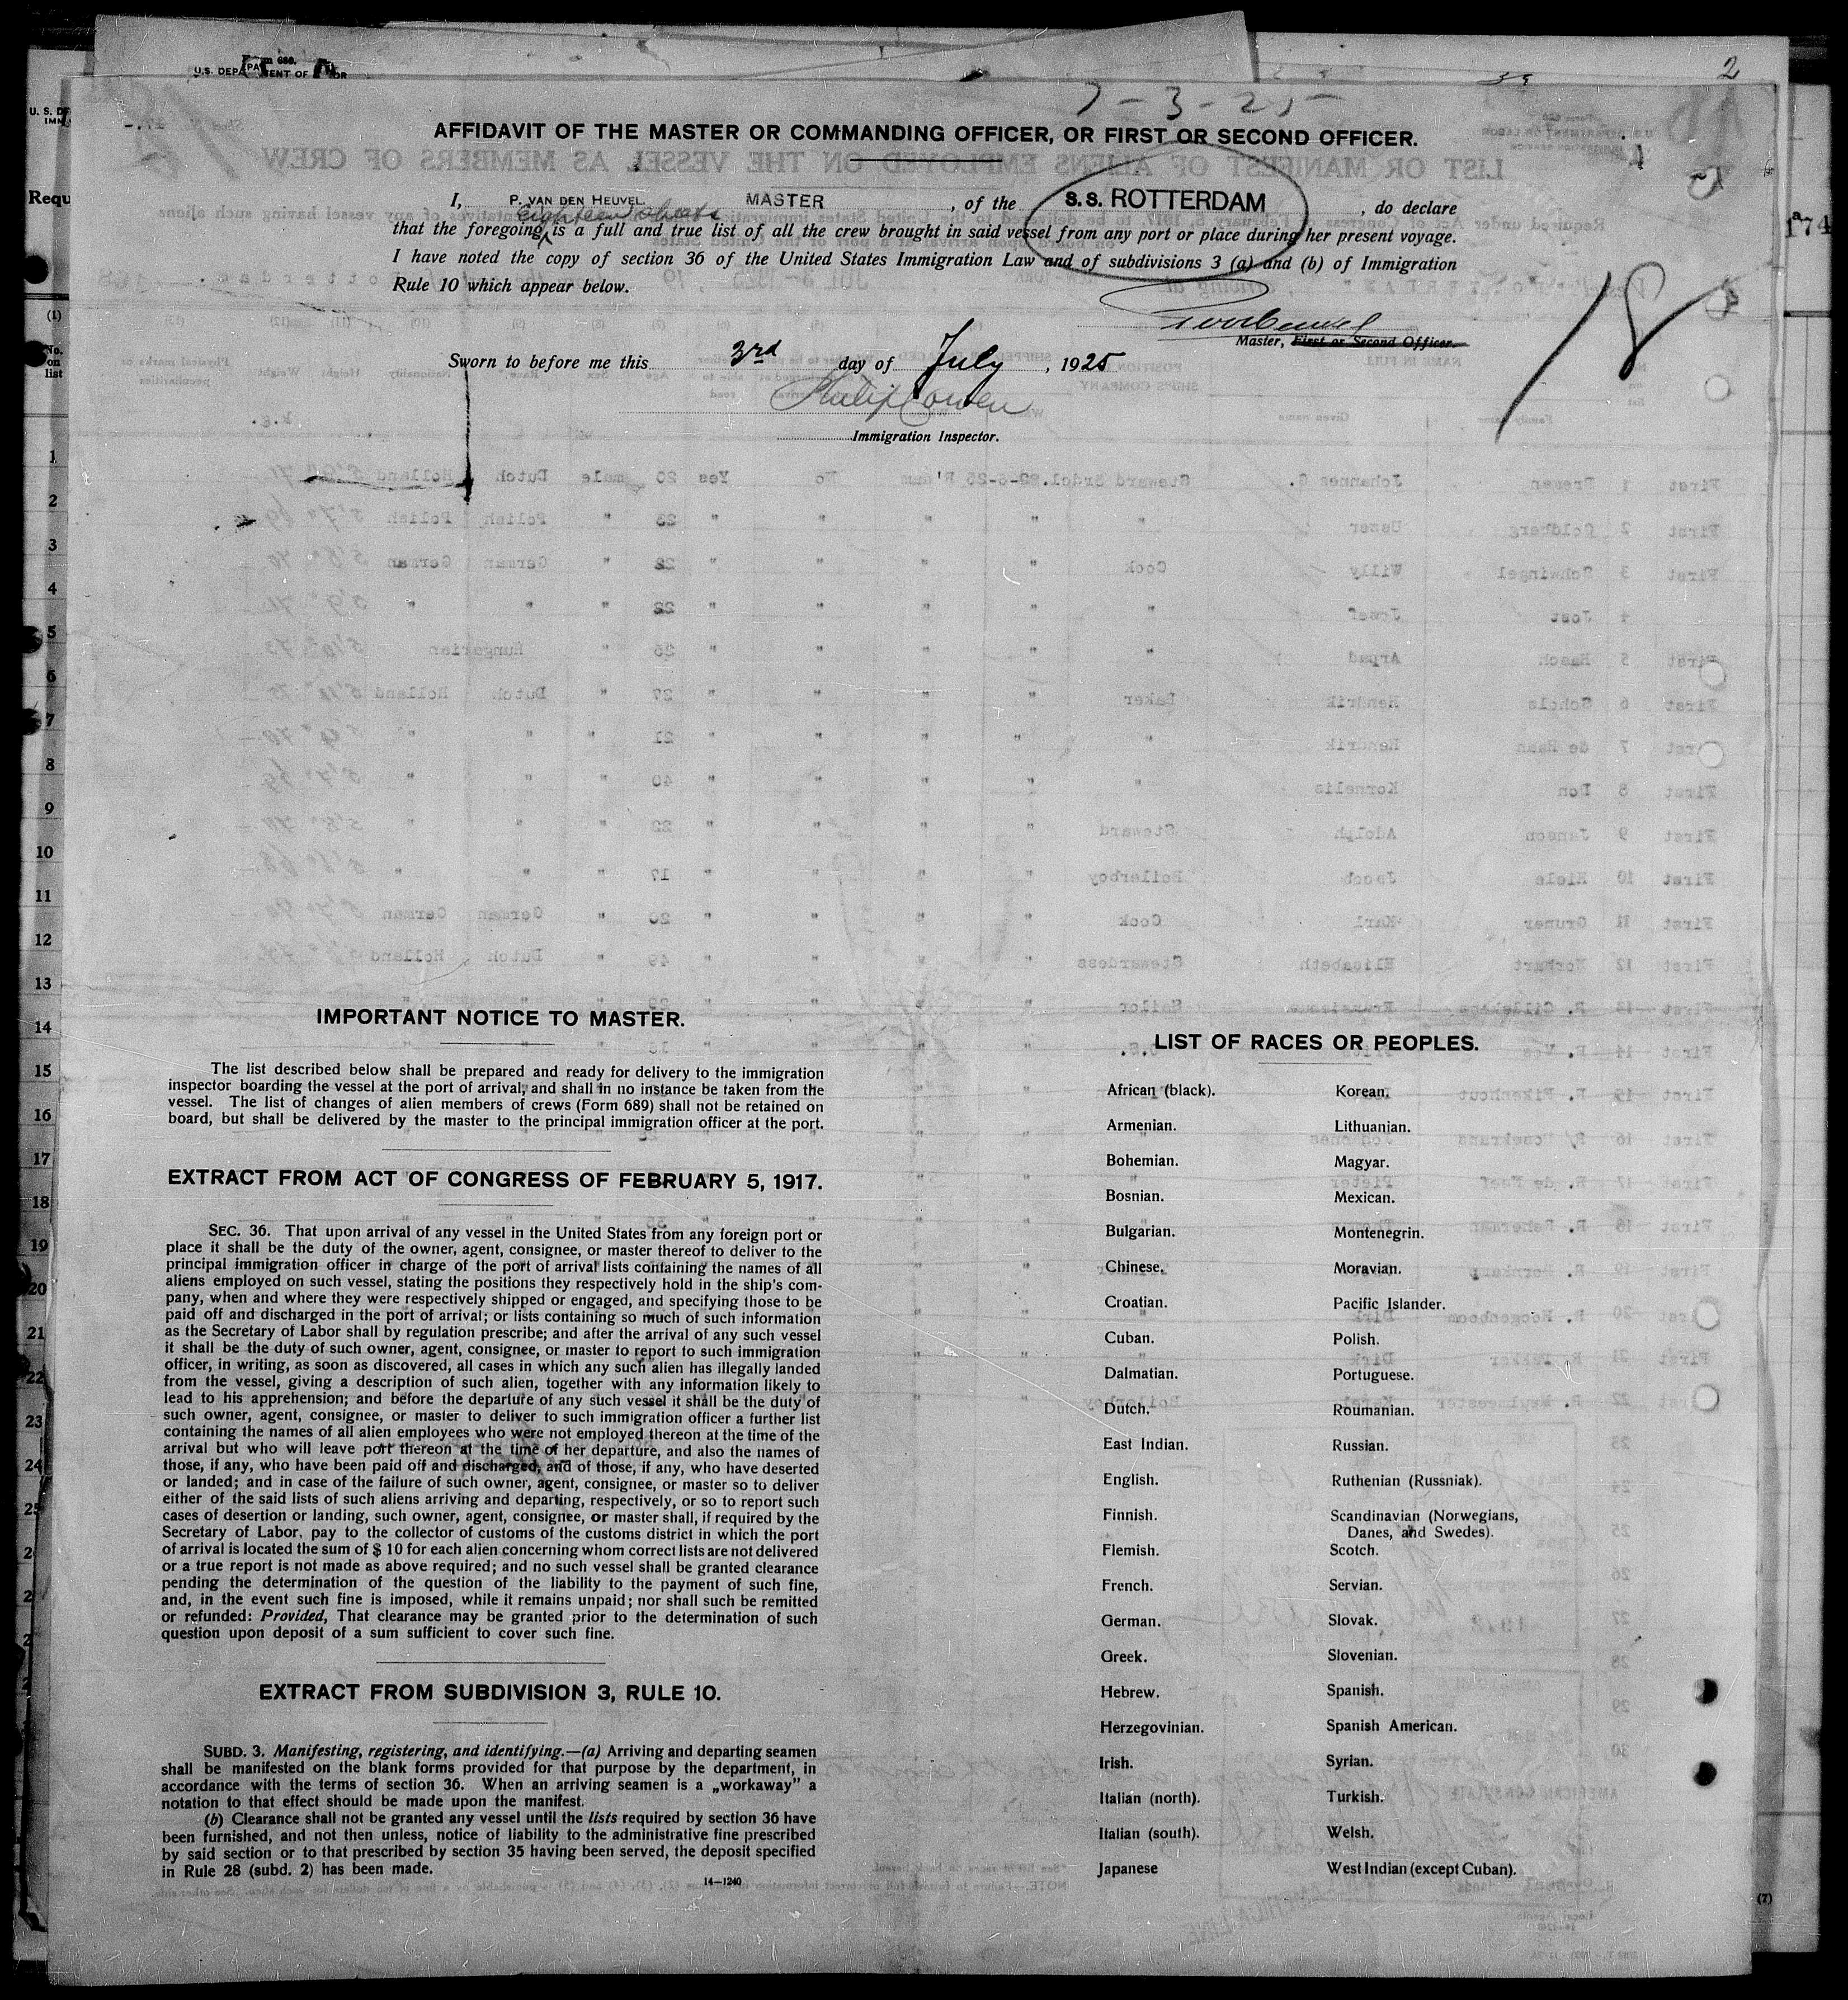 2
7-3-25
AFFIDAVIT OF THE MASTER OR COMMANDING OFFICER, OR FIRST OR SECOND OFFICER.
I, P. VAN DEN HEUVEL. MASTER, of the S.S. ROTTERDAM, do declare
eighteen sheets
that the foregoing is a full and true list of all the crew brought in said vessel from any port or place during her present voyage.
I have noted the copy of section 36 of the United States Immigration Law and of subdivisions 3 (a) and (b) of Immigration
Rule 10 which appear below.
18
Master, First or Second Officer.
Sworn to before me this 3rd day of July, 1925
Philip Cowen
Immigration Inspector.
IMPORTANT NOTICE TO MASTER.
The list described below shall be prepared and ready for delivery to the immigration
inspector boarding the vessel at the port of arrival, and shall in no instance be taken from the
vessel. The list of changes of alien members of crews (Form 689) shall not be retained on
board, but shall be delivered by the master to the principal immigration officer at the port.
EXTRACT FROM ACT OF CONGRESS OF FEBRUARY 5, 1917.
SEC. 36. That upon arrival of any vessel in the United States from any foreign port or
place it shall be the duty of the owner, agent, consignee, or master thereof to deliver to the
principal immigration officer in charge of the port of arrival lists containing the names of all
aliens employed on such vessel, stating the positions they respectively hold in the ship's com-
pany, when and where they were respectively shipped or engaged, and specifying those to be
paid off and discharged in the port of arrival; or lists containing so much of such information
as the Secretary of Labor shall by regulation prescribe; and after the arrival of any such vessel
it shall be the duty of such owner, agent, consignee, or master to report to such immigration
officer, in writing, as soon as discovered, all cases in which any such alien has illegally landed
from the vessel, giving a description of such alien, together with any information likely to
lead to his apprehension; and before the departure of any such vessel it shall be the duty of
such owner, agent, consignee, or master to deliver to such immigration officer a further list
containing the names of all alien employees who were not employed thereon at the time of the
arrival but who will leave port thereon at the time of her departure, and also the names of
those, if any, who have been paid off and discharged, and of those, if any, who have deserted
or landed; and in case of the failure of such owner, agent, consignee, or master so to deliver
either of the said lists of such aliens arriving and departing, respectively, or so to report such
cases of desertion or landing, such owner, agent, consignee, or master shall, if required by the
Secretary of Labor, pay to the collector of customs of the customs district in which the port
of arrival is located the sum of $ 10 for each alien concerning whom correct lists are not delivered
or a true report is not made as above required; and no such vessel shall be granted clearance
pending the determination of the question of the liability to the payment of such fine,
and, in the event such fine is imposed, while it remains unpaid; nor shall such be remitted
or refunded: Provided, That clearance may be granted prior to the determination of such
question upon deposit of a sum sufficient to cover such fine.
EXTRACT FROM SUBDIVISION 3, RULE 10.
SUBD. 3. Manifesting, registering, and identifying.—(a) Arriving and departing seamen
shall be manifested on the blank forms provided for that purpose by the department, in
accordance with the terms of section 36. When an arriving seamen is a „workaway” a
notation to that effect should be made upon the manifest.
(b) Clearance shall not be granted any vessel until the lists required by section 36 have
been furnished, and not then unless, notice of liability to the administrative fine prescribed
by said section or to that prescribed by section 35 having been served, the deposit specified
in Rule 28 (subd. 2) has been made.
14—1240
LIST OF RACES OR PEOPLES.
African (black). Korean.
Armenian. Lithuanian.
Bohemian. Magyar.
Bosnian. Mexican.
Bulgarian. Montenegrin.
Chinese. Moravian.
Croatian. Pacific Islander.
Cuban. Polish.
Dalmatian. Portuguese.
Dutch. Roumanian.
East Indian. Russian.
English. Ruthenian (Russniak).
Finnish. Scandinavian (Norwegians,
Danes, and Swedes).
Flemish. Scotch.
French. Servian.
German. Slovak.
Greek. Slovenian.
Hebrew. Spanish.
Herzegovinian. Spanish American.
Irish. Syrian.
Italian (north). Turkish.
Italian (south). Welsh.
Japanese West Indian (except Cuban).
(7)